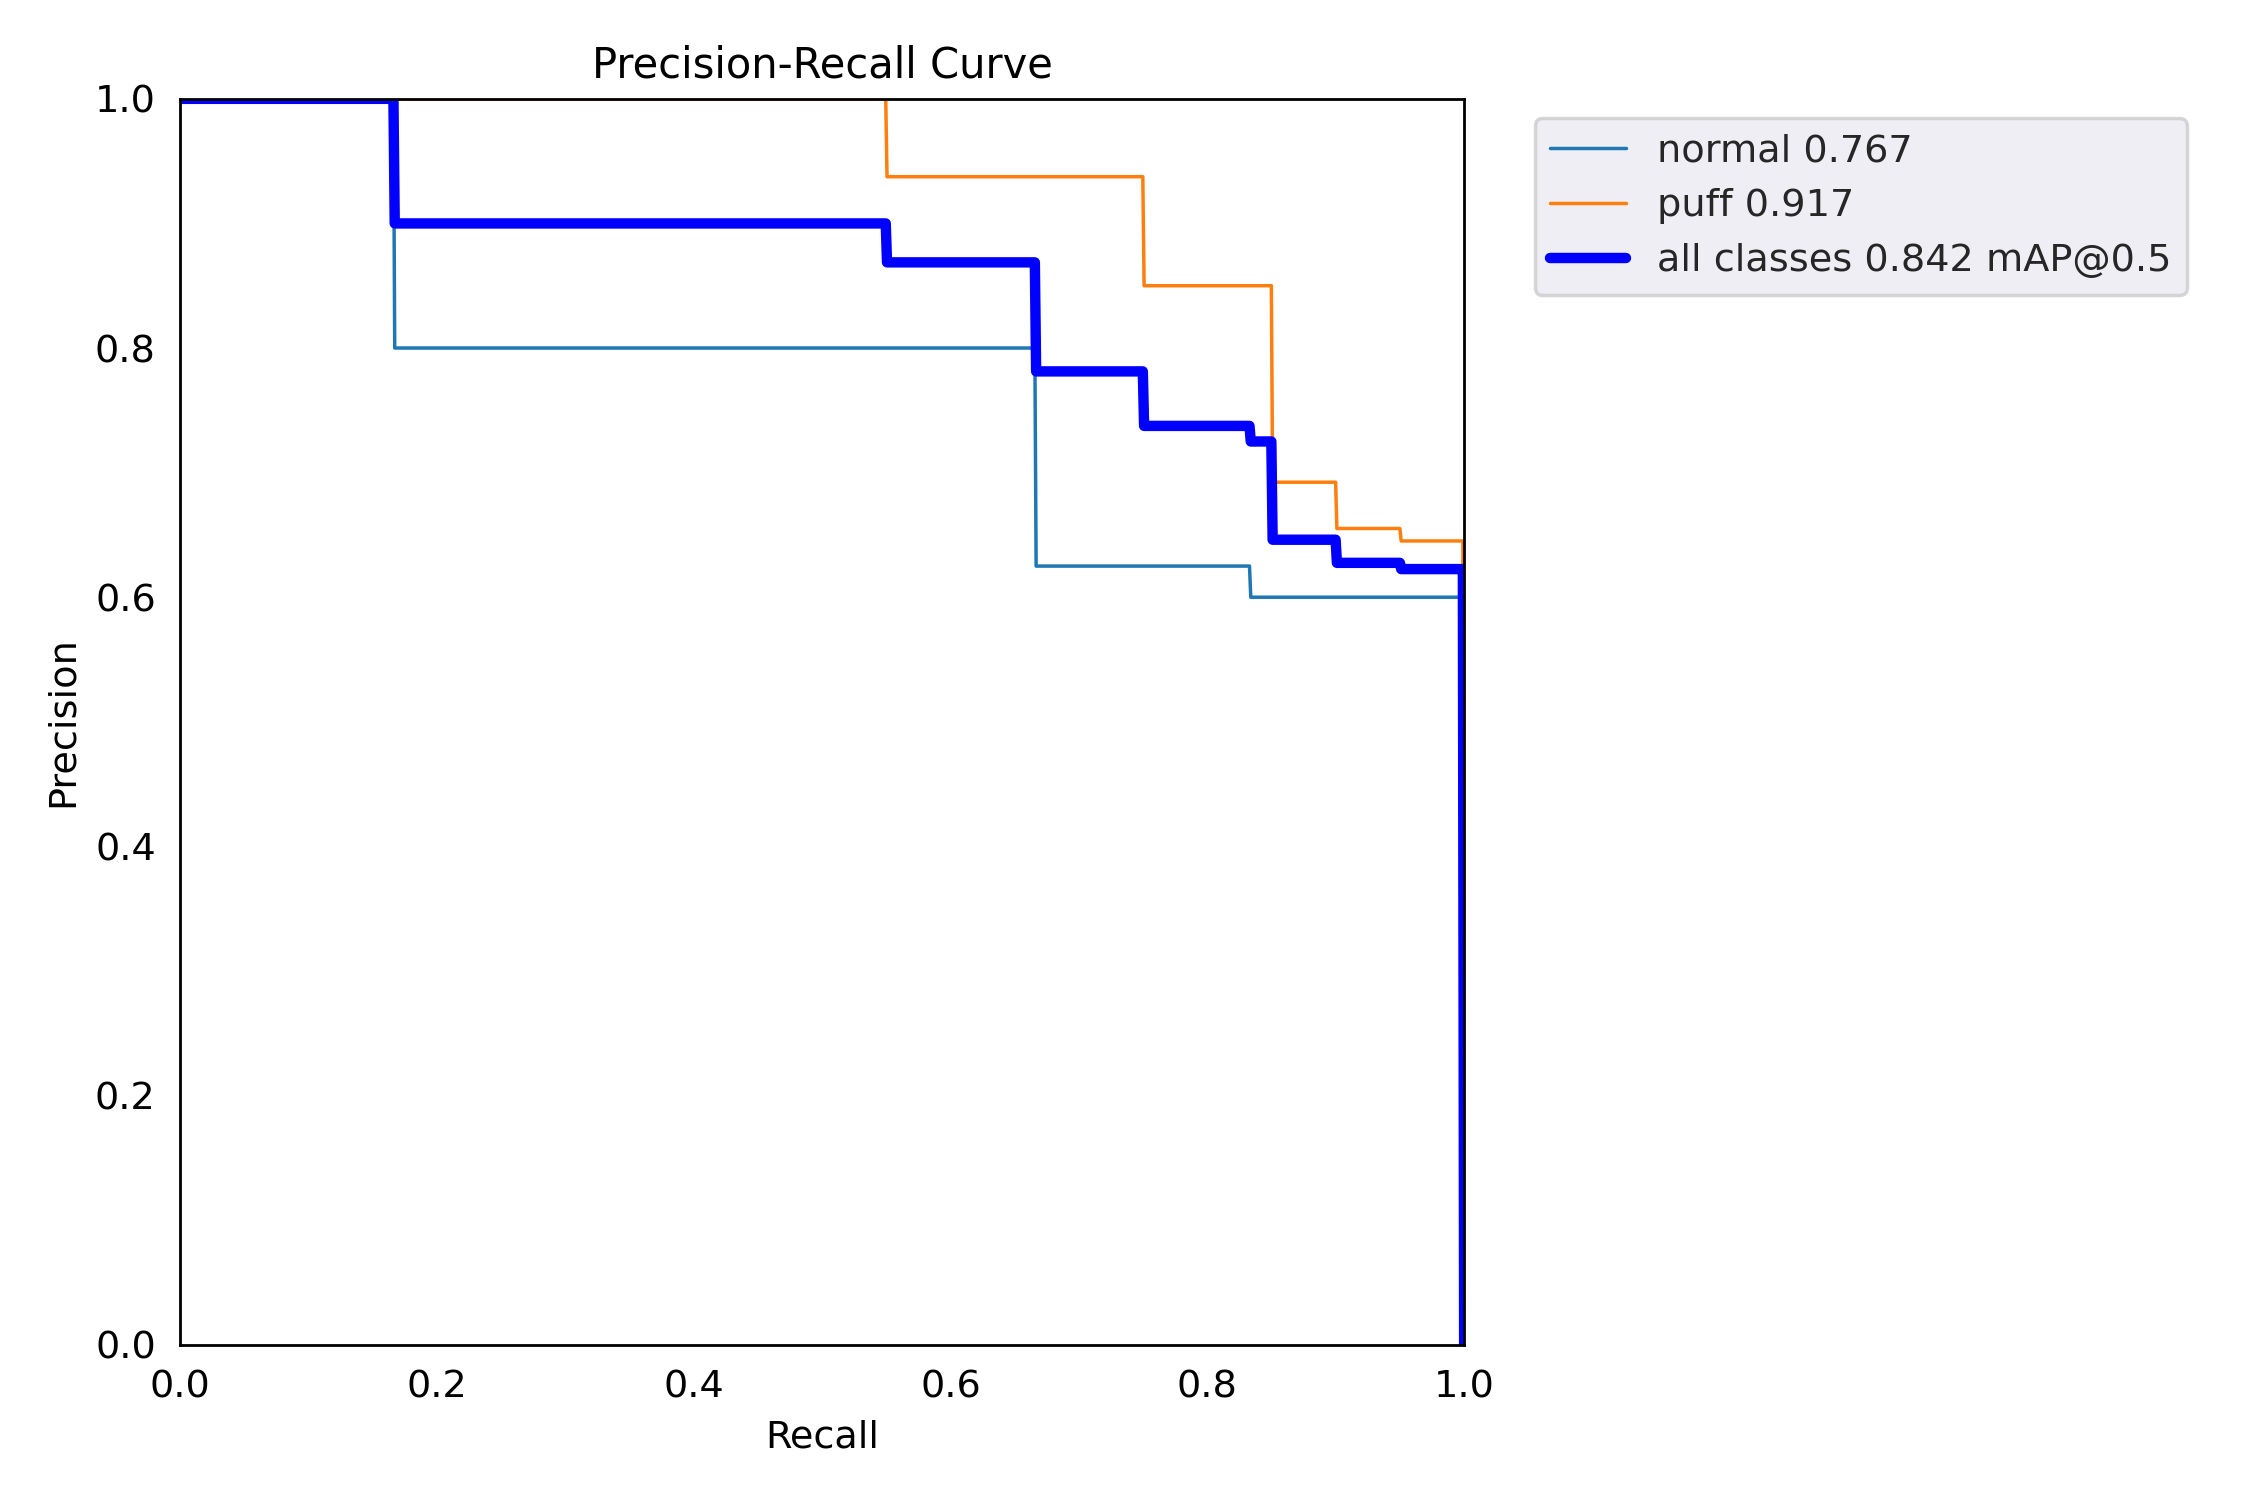 Precision-Recall Curve
1.0
0.8
0.6
0.4
0.2
0.0
Precision
0.0 0.2 0.4 0.6 0.8 1.0
Recall
normal 0.767
puff 0.917
all classes 0.842 mAP@0.5